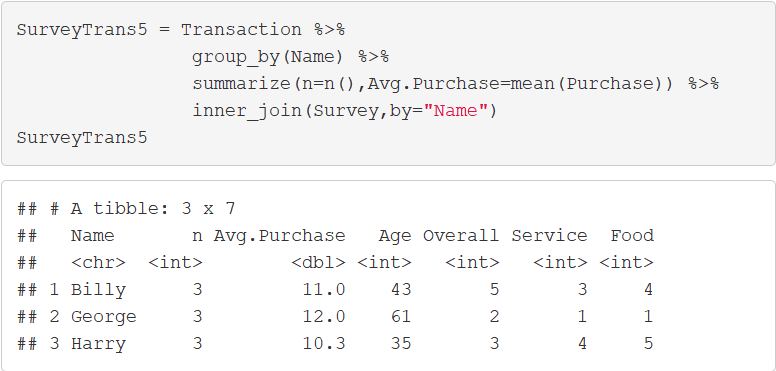 SurveyTrans5 = Transaction %>%
group_by(Name) %>%
summarize(n=n(),Avg.Purchase=mean(Purchase)) %>%
inner_join(Survey,by="Name")
SurveyTrans5
## # A tibble: 3 x 7
##   Name       n Avg.Purchase   Age Overall Service  Food
##   <chr>  <int>        <dbl> <int>   <int>   <int> <int>
## 1 Billy      3         11.0    43       5       3     4
## 2 George     3         12.0    61       2       1     1
## 3 Harry      3         10.3    35       3       4     5